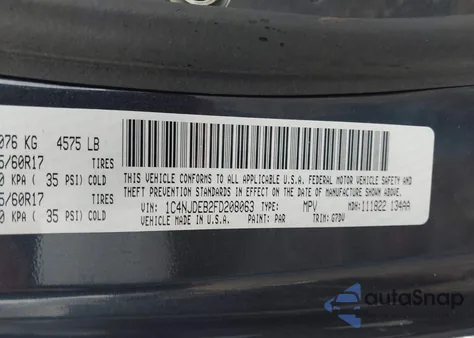 076 KG 4575 LB
5/60R17 TIRES
0 KPA ( 35 PSI) COLD
5/60R17 TIRES
0 KPA ( 35 PSI) COLD
THIS VEHICLE CONFORMS TO ALL APPLICABLE U.S.A. FEDERAL MOTOR VEHICLE SAFETY
AND THEFT PREVENTION STANDARDS IN EFFECT ON THE DATE OF MANUFACTURE SHOWN ABOVE.
VIN: 1C4NJDEB2FD208063 TYPE: MPV MDH: 111822 134AA
VEHICLE MADE IN U.S.A. PAINT: PAR TRIM: G7DV
autoSnap